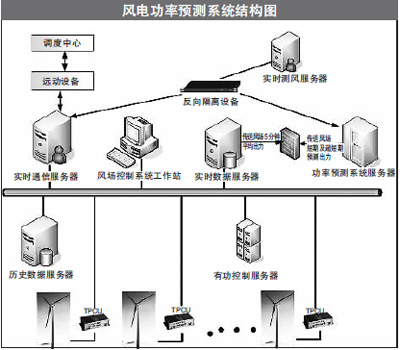 风电功率预测系统结构图
调度中心
远动设备
实时测风服务器
反向隔离设备
传送风场5分钟
平均出力
传送风场
短期及超短期
预测出力
实时通信服务器
风场控制系统工作站
实时数据服务器
功率预测系统服务器
历史数据服务器
有功控制服务器
TPCU
TPCU
TPCU